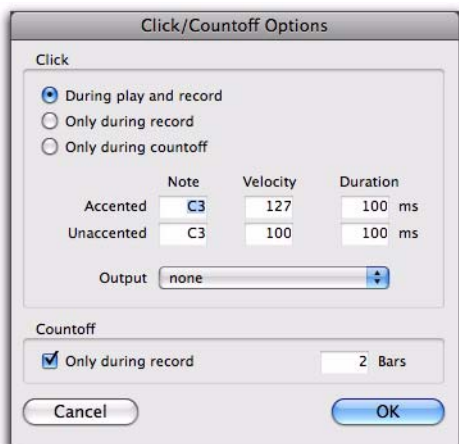 Click/Countoff Options
Click
During play and record
Only during record
Only during countoff
Note Velocity Duration
Accented C3 127 100 ms
Unaccented C3 100 100 ms
Output none
Countoff
Only during record 2 Bars
Cancel OK